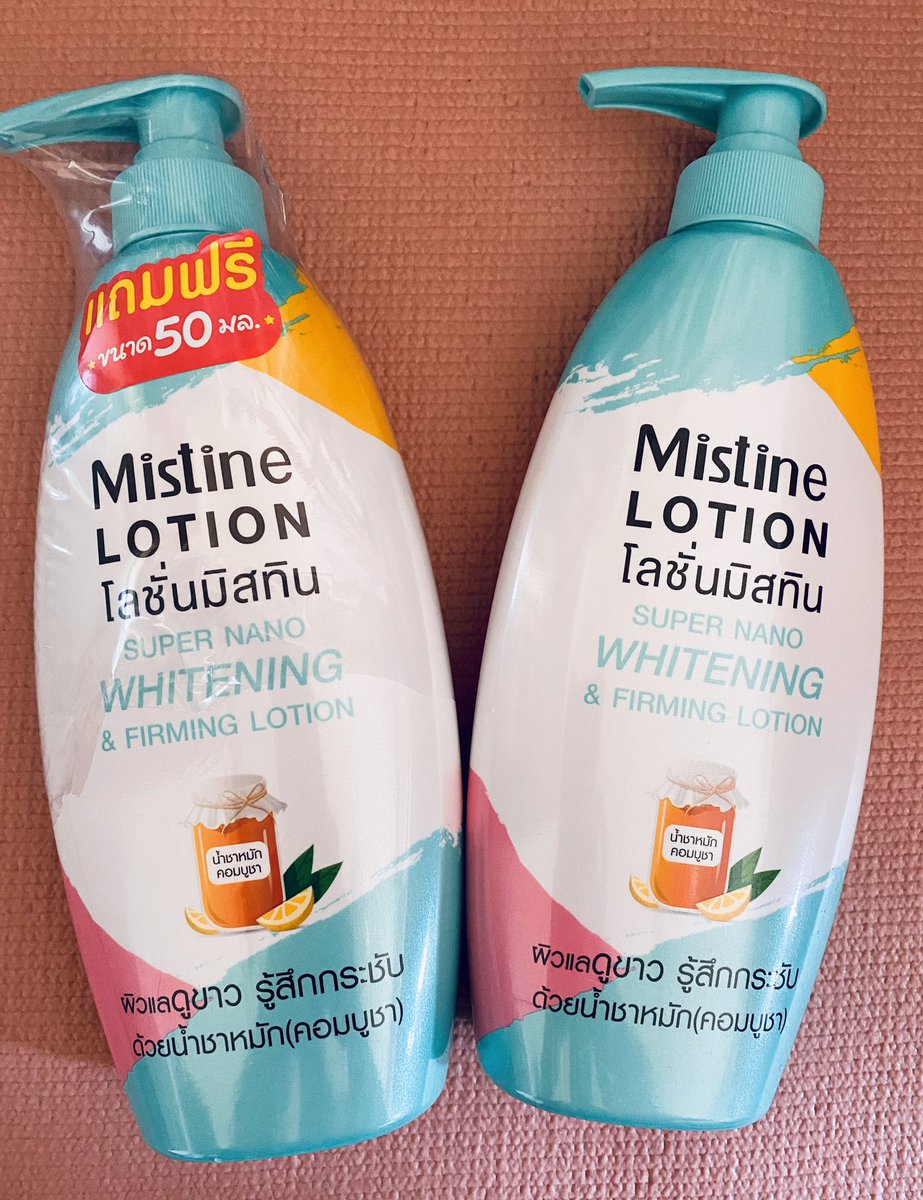 แถมฟรี
ขนาด 50 มล.
Mistine
LOTION
โลชั่นมิสทิน
SUPER NANO
WHITENING
& FIRMING LOTION
น้ำชาหมัก
คอมบูชา
ผิวแลดูขาว รู้สึกกระชับ
ด้วยน้ำชาหมัก(คอมบูชา)
Mistine
LOTION
โลชั่นมิสทิน
SUPER NANO
WHITENING
& FIRMING LOTION
น้ำชาหมัก
คอมบูชา
ผิวแลดูขาว รู้สึกกระชับ
ด้วยน้ำชาหมัก(คอมบูชา)